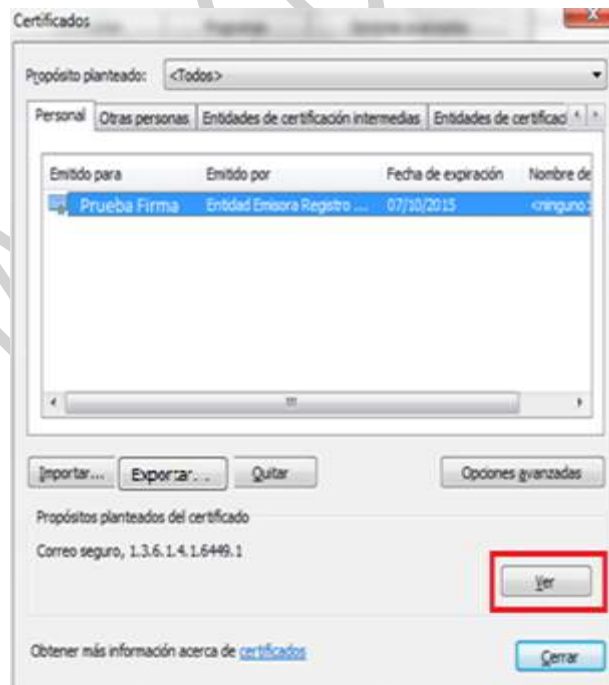 Certificados
Propósito planteado: <Todos>
Personal Otras personas Entidades de certificación intermedias Entidades de certificaci
Emitido para Emitido por Fecha de expiración Nombre de
Prueba Firma Entidad Emisora Registro .... 07/10/2015 <ninguno>
Importar... Exportar... Quitar Opciones avanzadas
Propósitos planteados del certificado
Correo seguro, 1.3.6.1.4.1.6449.1
Ver
Obtener más información acerca de certificados
Cerrar